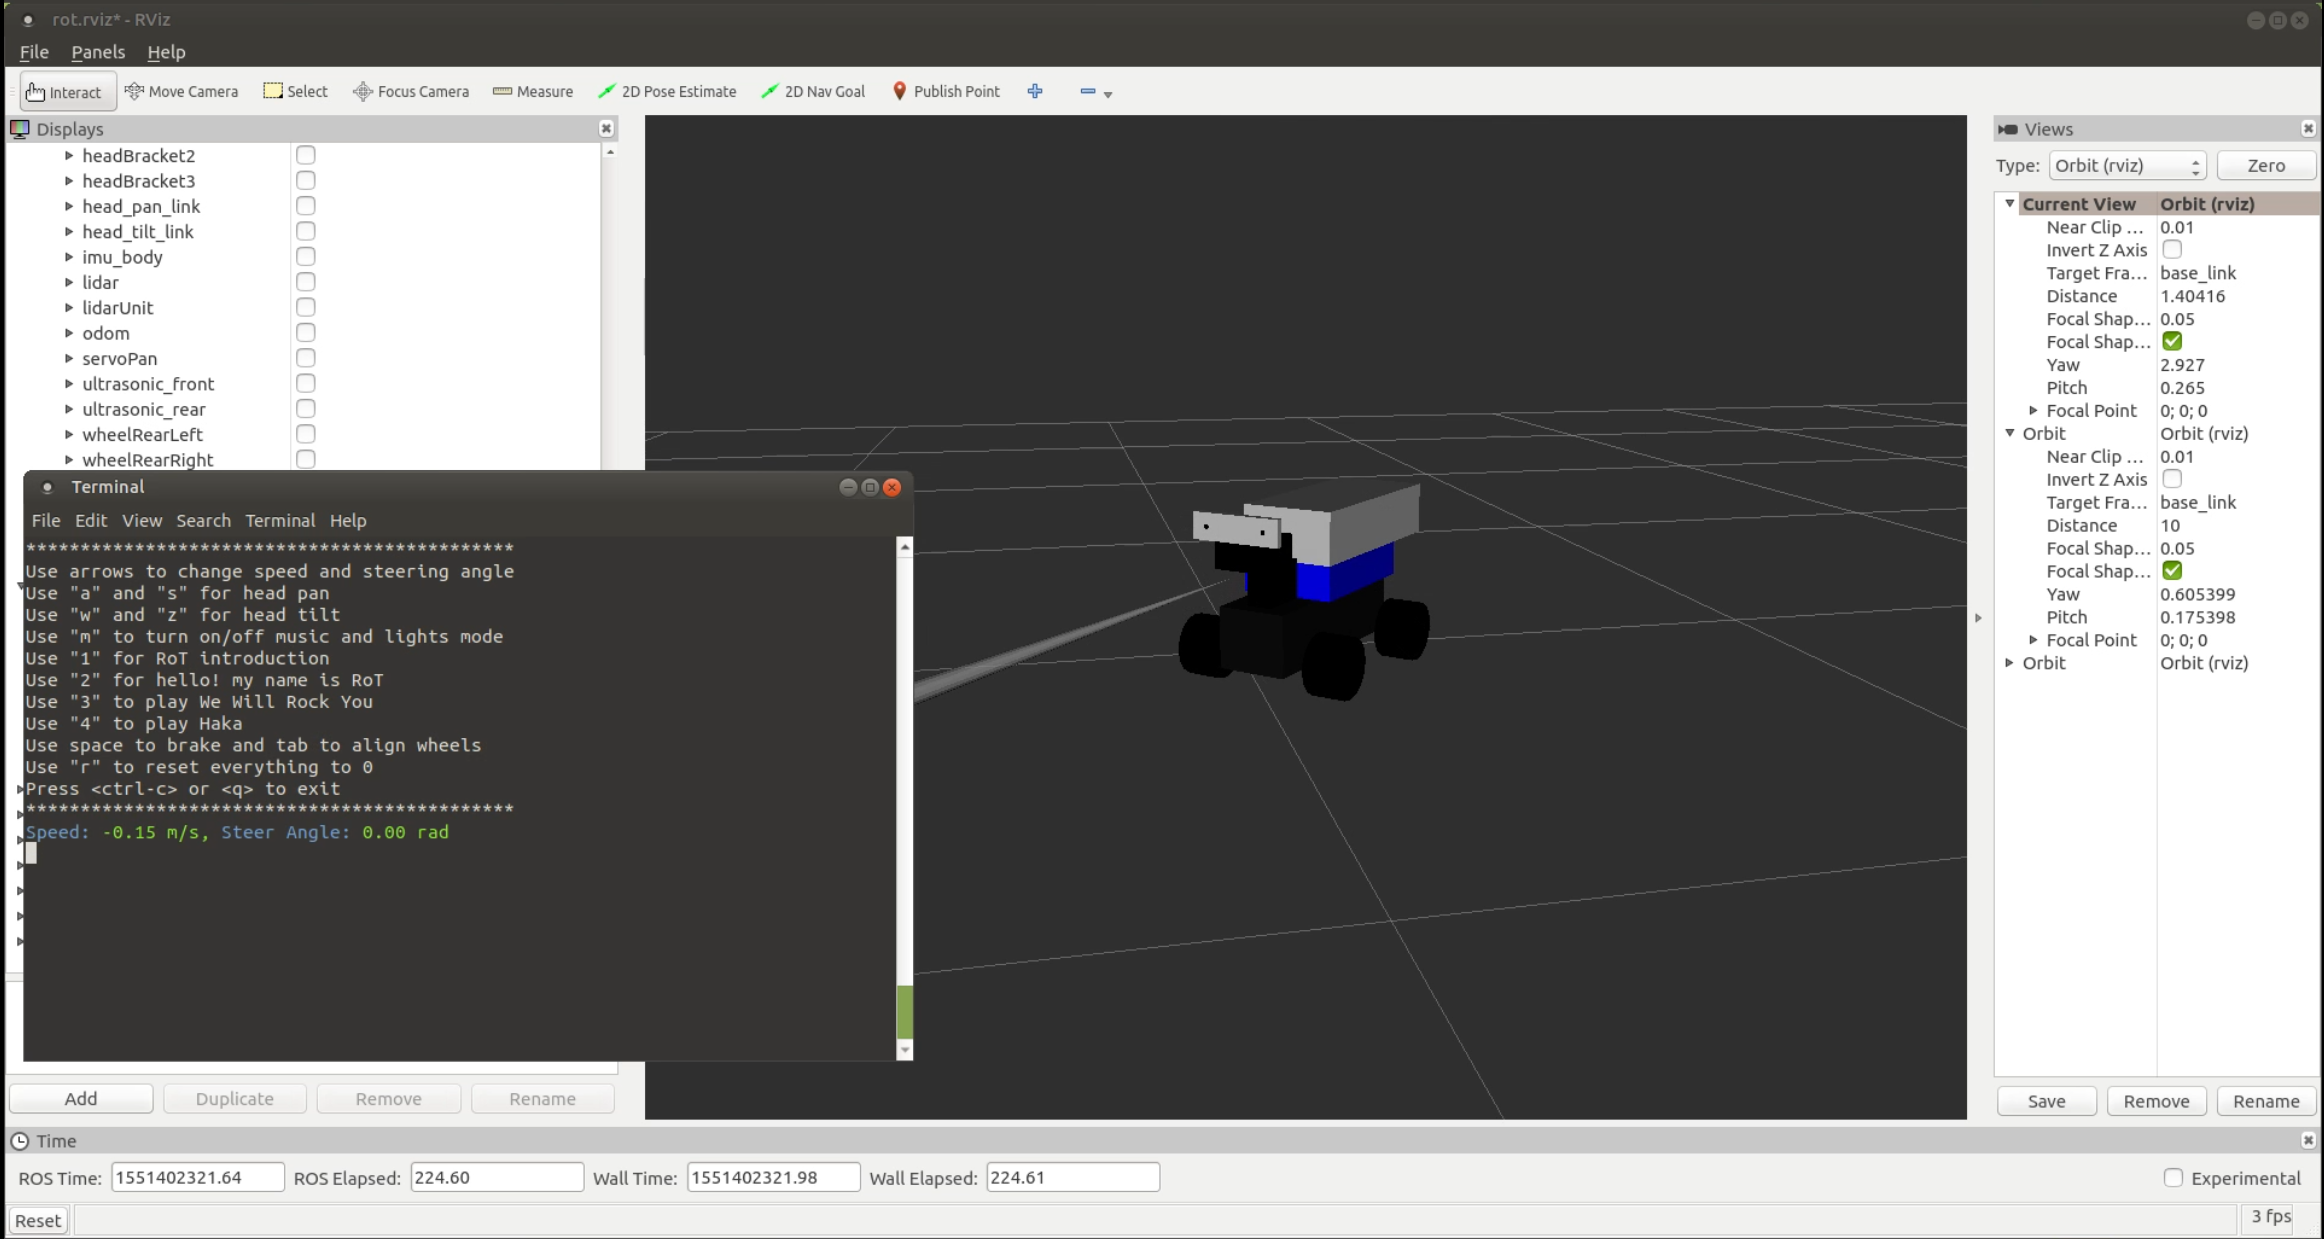 rot.rviz* - RViz
File Panels Help
Interact Move Camera Select Focus Camera Measure 2D Pose Estimate 2D Nav Goal Publish Point
Displays
headBracket2
headBracket3
head_pan_link
head_tilt_link
imu_body
lidar
lidarUnit
odom
servoPan
ultrasonic_front
ultrasonic_rear
wheelRearLeft
wheelRearRight
Terminal
File Edit View Search Terminal Help
*********************************************
Use arrows to change speed and steering angle
Use "a" and "s" for head pan
Use "w" and "z" for head tilt
Use "m" to turn on/off music and lights mode
Use "1" for RoT introduction
Use "2" for hello! my name is RoT
Use "3" to play We Will Rock You
Use "4" to play Haka
Use space to brake and tab to align wheels
Use "r" to reset everything to 0
Press <ctrl-c> or <q> to exit
*********************************************
Speed: -0.15 m/s, Steer Angle: 0.00 rad
Add Duplicate Remove Rename
Views
Type: Orbit (rviz) Zero
Current View Orbit (rviz)
Near Clip ... 0.01
Invert Z Axis
Target Fra... base_link
Distance 1.40416
Focal Shap... 0.05
Focal Shap...
Yaw 2.927
Pitch 0.265
Focal Point 0; 0; 0
Orbit Orbit (rviz)
Near Clip ... 0.01
Invert Z Axis
Target Fra... base_link
Distance 10
Focal Shap... 0.05
Focal Shap...
Yaw 0.605399
Pitch 0.175398
Focal Point 0; 0; 0
Orbit Orbit (rviz)
Save Remove Rename
Time
ROS Time: 1551402321.64 ROS Elapsed: 224.60 Wall Time: 1551402321.98 Wall Elapsed: 224.61 Experimental
Reset 3 fps